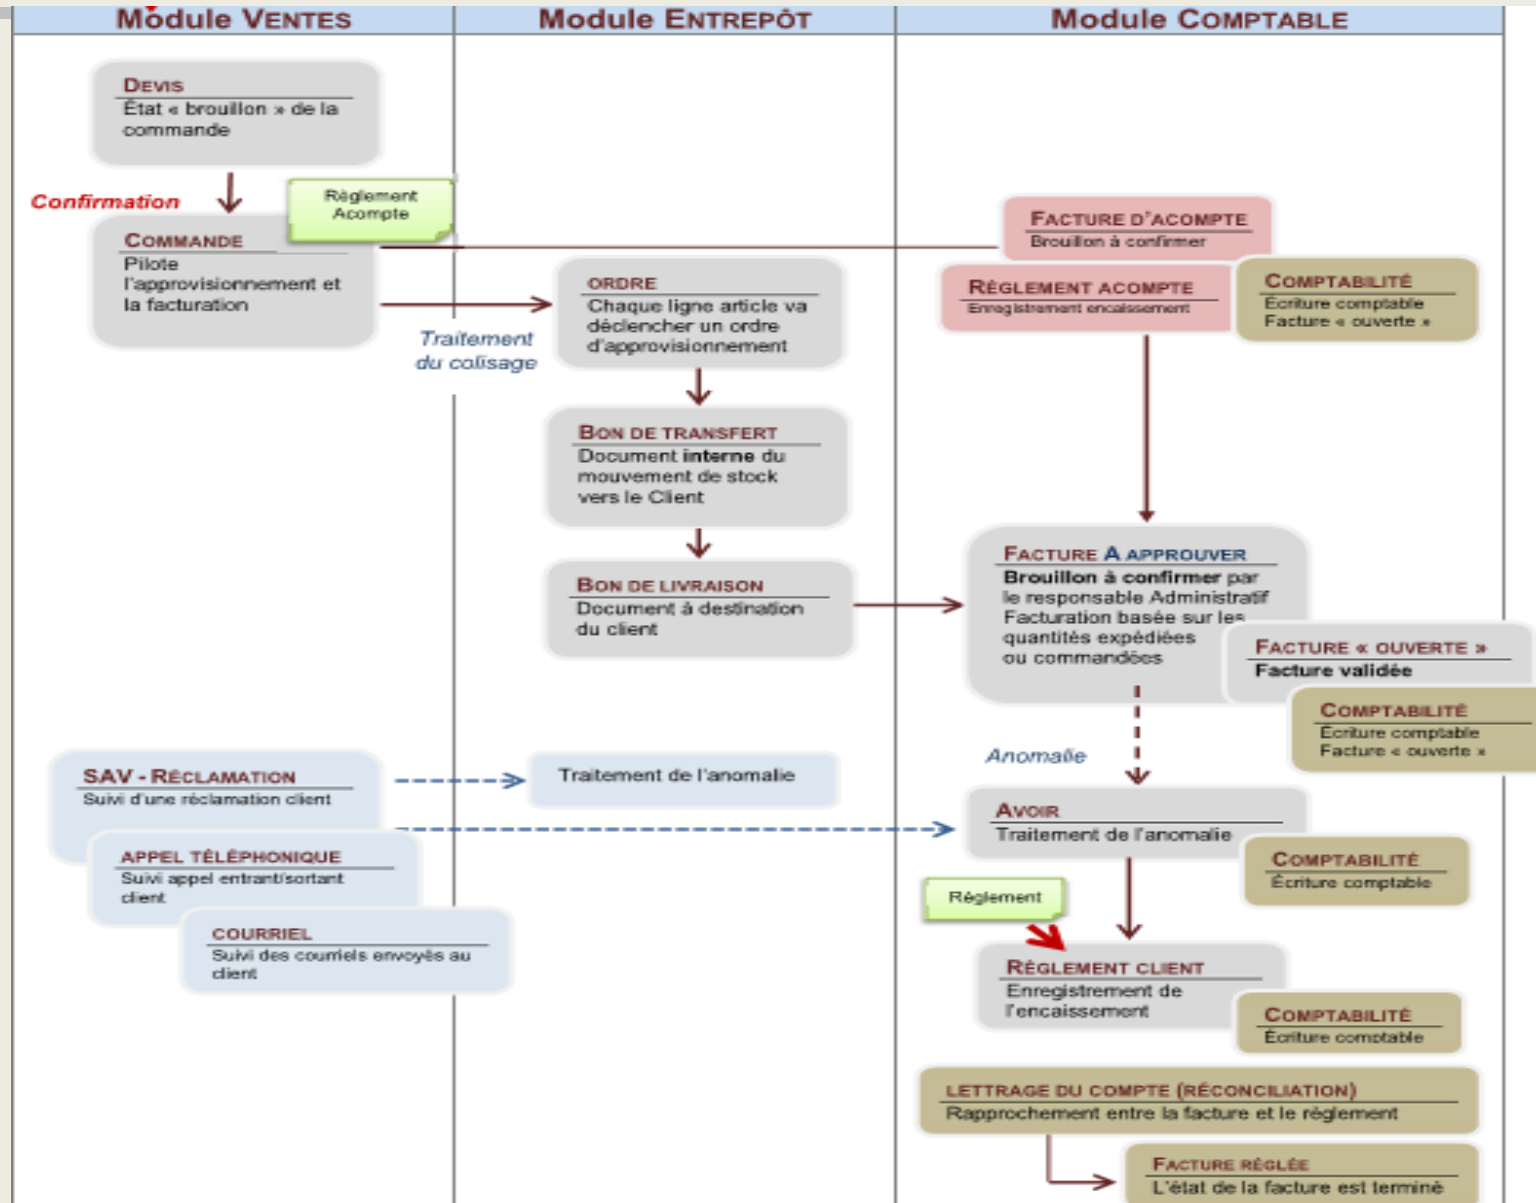 Module VENTES
Module ENTREPÔT
Module COMPTABLE
DEVIS
État « brouillon » de la
commande
Confirmation
Règlement
Acompte
COMMANDE
Pilote
l'approvisionnement et
la facturation
Traitement
du colisage
ORDRE
Chaque ligne article va
déclencher un ordre
d'approvisionnement
BON DE TRANSFERT
Document interne du
mouvement de stock
vers le Client
BON DE LIVRAISON
Document à destination
du client
FACTURE D'ACOMPTE
Brouillon à confirmer
RÈGLEMENT ACOMPTE
Enregistrement encaissement
COMPTABILITÉ
Écriture comptable
Facture « ouverte »
FACTURE A APPROUVER
Brouillon à confirmer par
le responsable Administratif
Facturation basée sur les
quantités expédiées
ou commandées
FACTURE « OUVERTE »
Facture validée
COMPTABILITÉ
Écriture comptable
Facture « ouverte »
SAV - RÉCLAMATION
Suivi d'une réclamation client
APPEL TÉLÉPHONIQUE
Suivi appel entrant/sortant
client
COURRIEL
Suivi des courriels envoyés au
client
Traitement de l'anomalie
Anomalie
AVOIR
Traitement de l'anomalie
COMPTABILITÉ
Écriture comptable
Règlement
RÈGLEMENT CLIENT
Enregistrement de
l'encaissement
COMPTABILITÉ
Écriture comptable
LETTRAGE DU COMPTE (RÉCONCILIATION)
Rapprochement entre la facture et le règlement
FACTURE RÉGLÉE
L'état de la facture est terminé